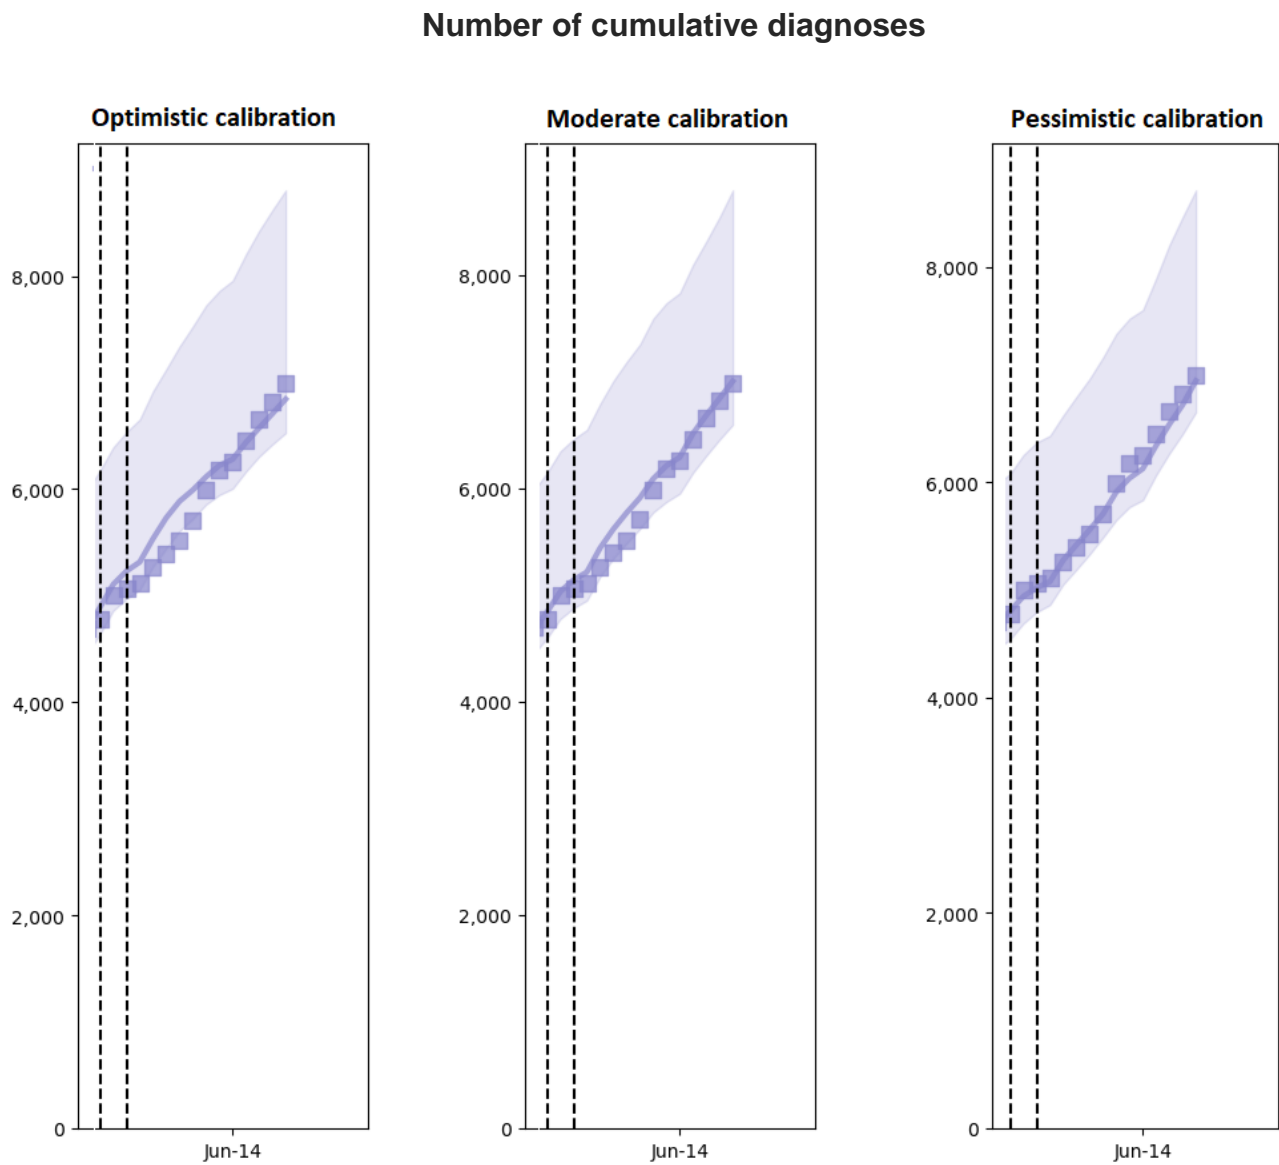 Number of cumulative diagnoses
Optimistic calibration
8,000
6,000
4,000
2,000
0
Jun-14
Moderate calibration
8,000
6,000
4,000
2,000
0
Jun-14
Pessimistic calibration
8,000
6,000
4,000
2,000
0
Jun-14